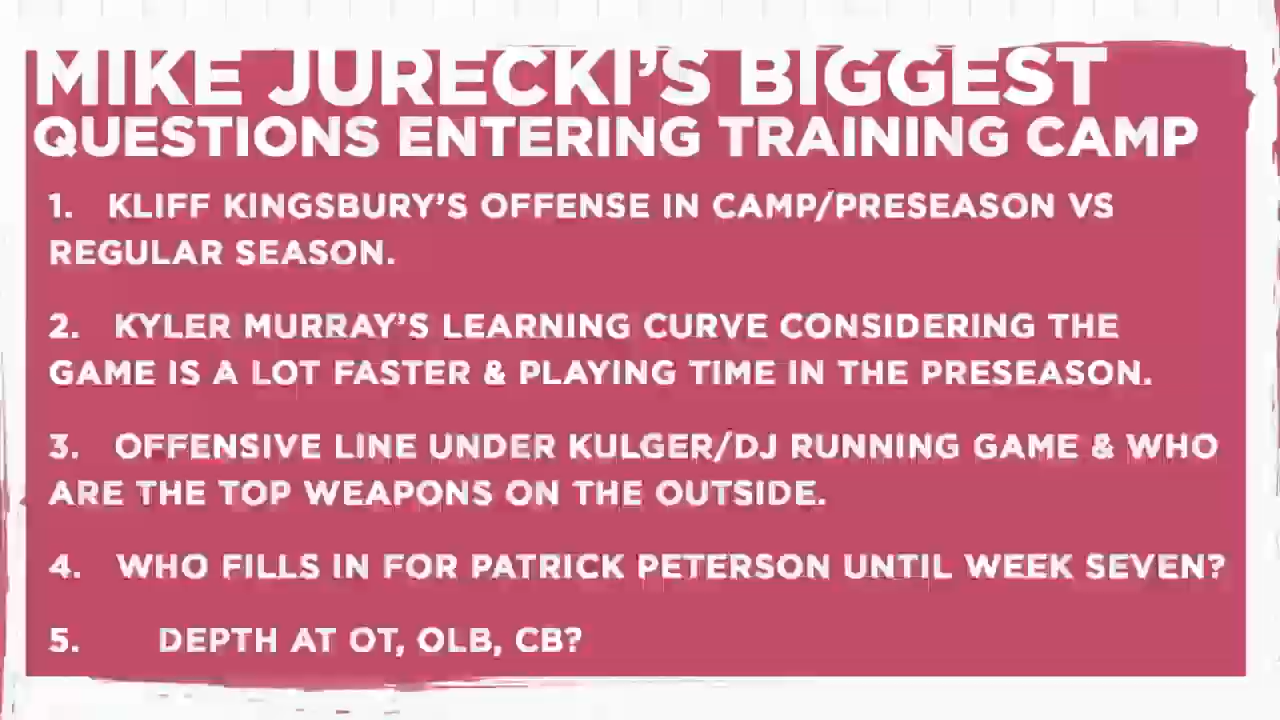 MIKE JURECKI'S BIGGEST
QUESTIONS ENTERING TRAINING CAMP
1. KLIFF KINGSBURY'S OFFENSE IN CAMP/PRESEASON VS
REGULAR SEASON.
2. KYLER MURRAY'S LEARNING CURVE CONSIDERING THE
GAME IS A LOT FASTER & PLAYING TIME IN THE PRESEASON.
3. OFFENSIVE LINE UNDER KULGER/DJ RUNNING GAME & WHO
ARE THE TOP WEAPONS ON THE OUTSIDE.
4. WHO FILLS IN FOR PATRICK PETERSON UNTIL WEEK SEVEN?
5. DEPTH AT OT, OLB, CB?